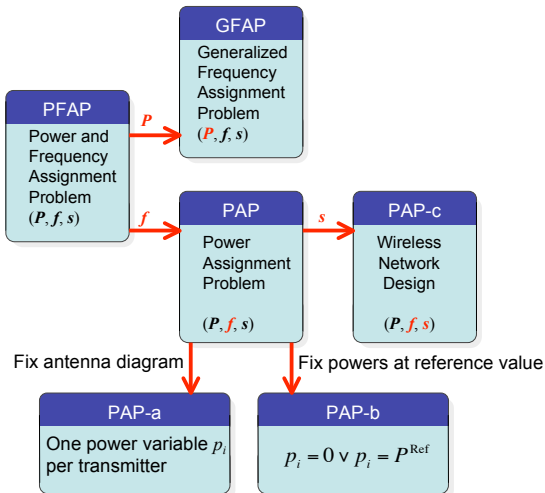 GFAP
Generalized
Frequency
Assignment
Problem
(P, f, s)
PFAP
Power and
Frequency
Assignment
Problem
(P, f, s)
P
f
PAP
Power
Assignment
Problem
(P, f, s)
s
PAP-c
Wireless
Network
Design
(P, f, s)
Fix antenna diagram
Fix powers at reference value
PAP-a
One power variable pᵢ
per transmitter
PAP-b
pᵢ = 0 ∨ pᵢ = P^Ref